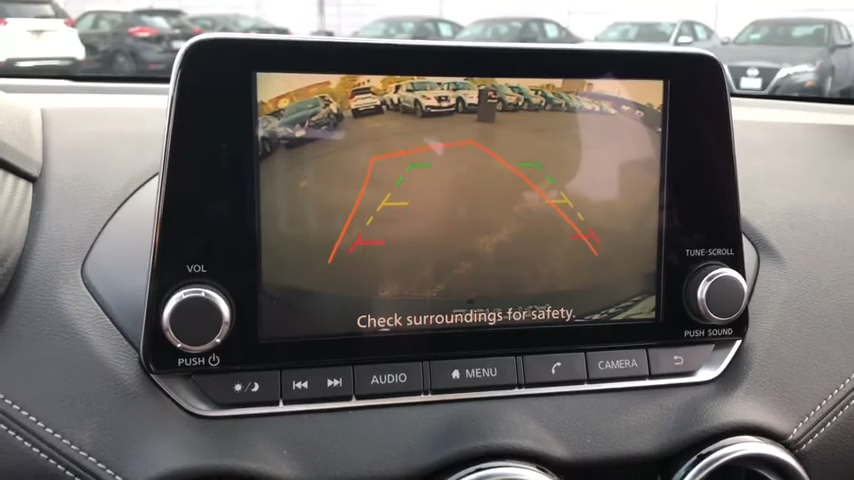 Check surroundings for safety.
VOL
PUSH
TUNE·SCROLL
PUSH SOUND
AUDIO
MENU
CAMERA